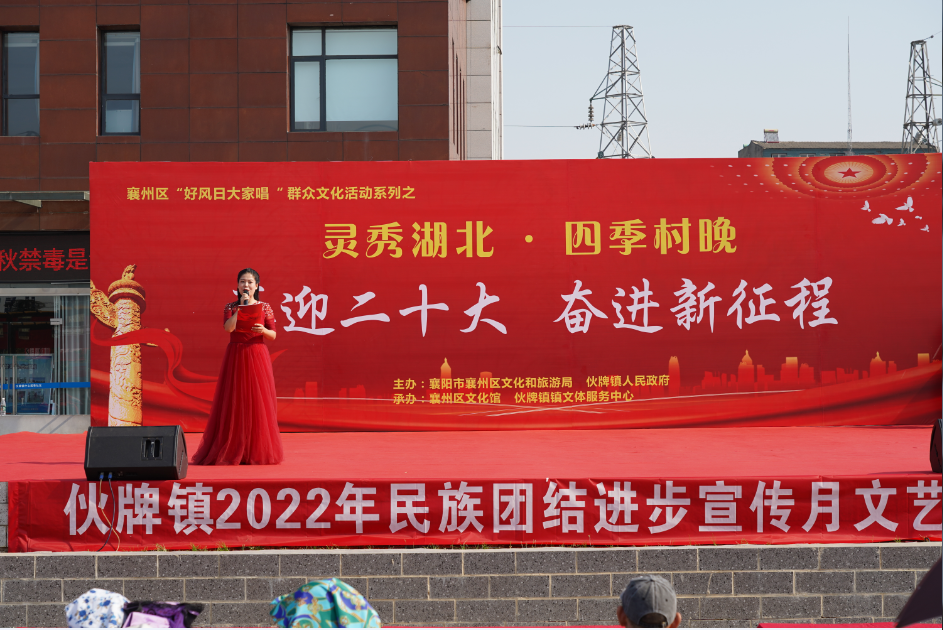 襄州区“好风日大家唱“群众文化活动系列之
灵秀湖北·四季村晚
迎二十大 奋进新征程
主办：襄阳市襄州区文化和旅游局 伙牌镇人民政府
承办：襄州区文化馆 伙牌镇镇文体服务中心
秋禁毒是
伙牌镇2022年民族团结进步宣传月文艺